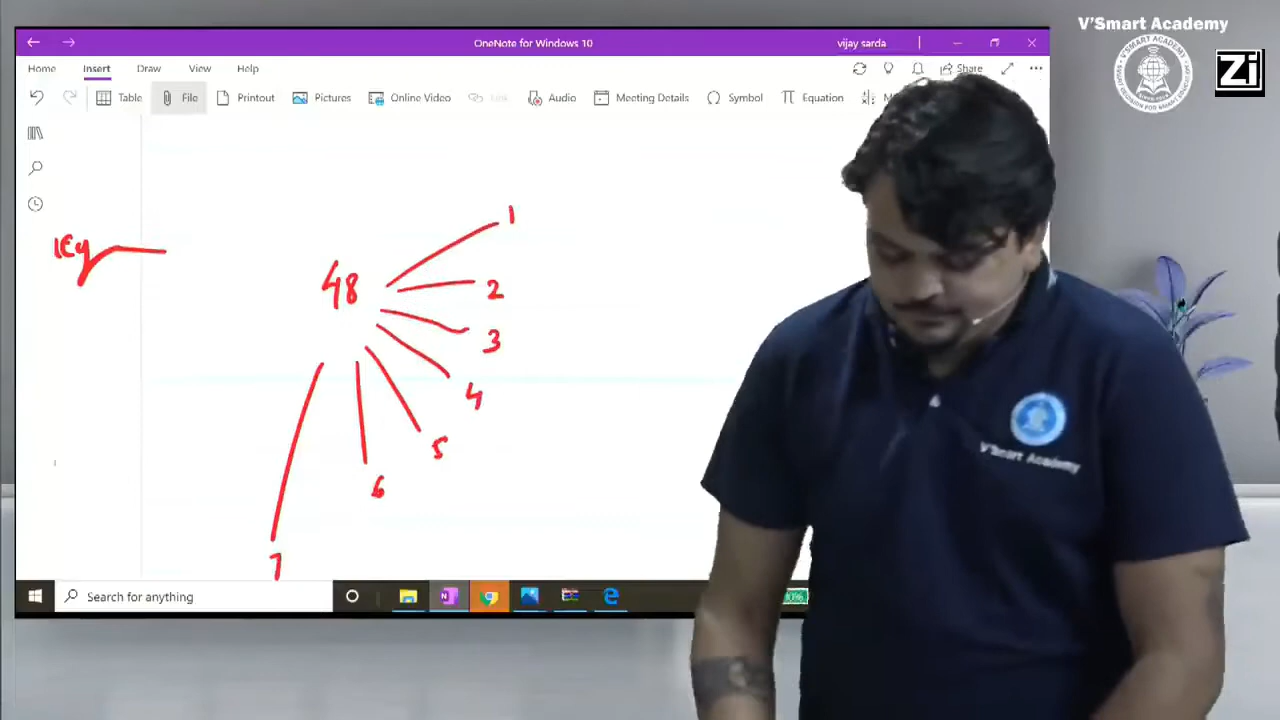 V'Smart Academy
OneNote for Windows 10
vijay sarda
Home Insert Draw View Help
Share
Table File Printout Pictures Online Video Link Audio Meeting Details Symbol Equation
Zi
1
48
2
3
4
5
6
7
V'Smart Academy
Search for anything